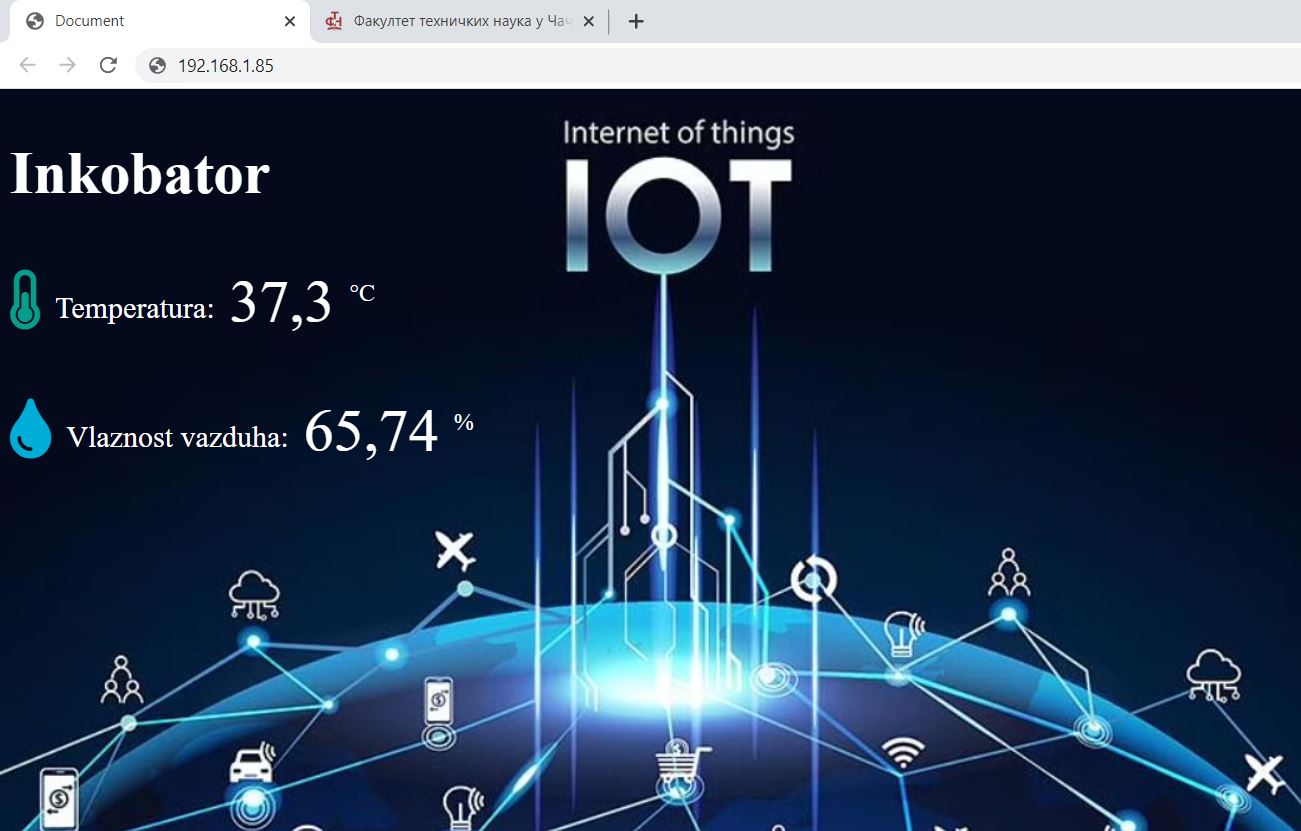 Document
Факултет техничких наука у Чач
192.168.1.85
Internet of things
IOT
Inkobator
Temperatura: 37,3 °C
Vlaznost vazduha: 65,74 %